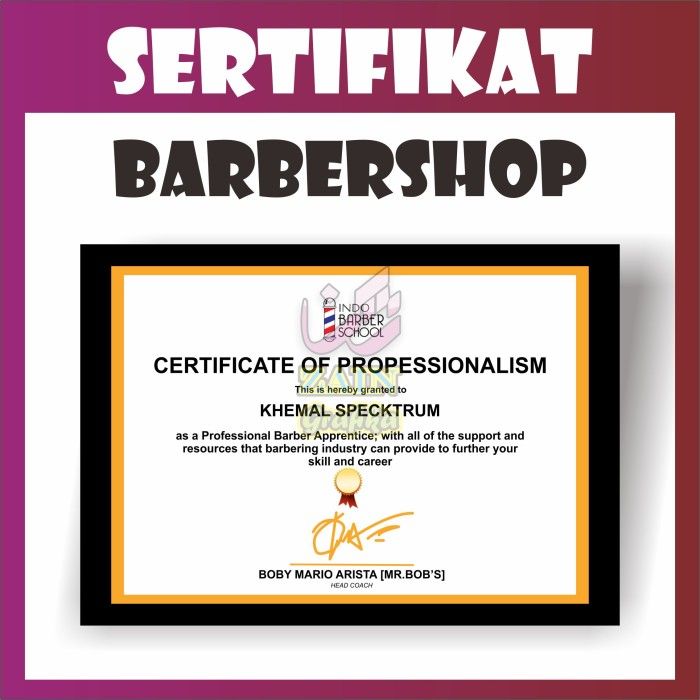 SERTIFIKAT
BARBERSHOP
INDO
BARBER
SCHOOL
CERTIFICATE OF PROPESSIONALISM
ZAIN
This is hereby granted to
KHEMAL SPECKTRUM
Grafika
as a Professional Barber Apprentice; with all of the support and
resources that barbering industry can provide to further your
skill and career
BOBY MARIO ARISTA [MR.BOB'S]
HEAD COACH